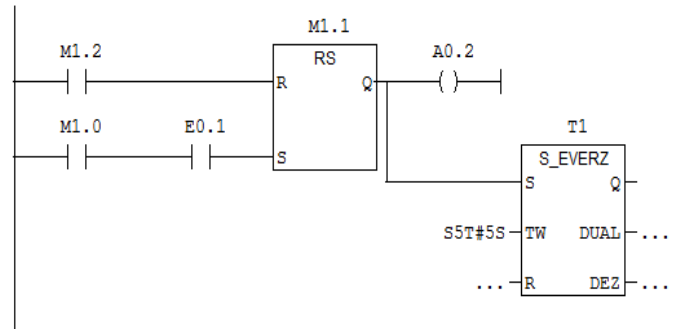 M1.1
M1.2 RS A0.2
R Q
M1.0 E0.1 T1
S S_EVERZ
S Q
S5T#5S TW DUAL ...
... R DEZ ...